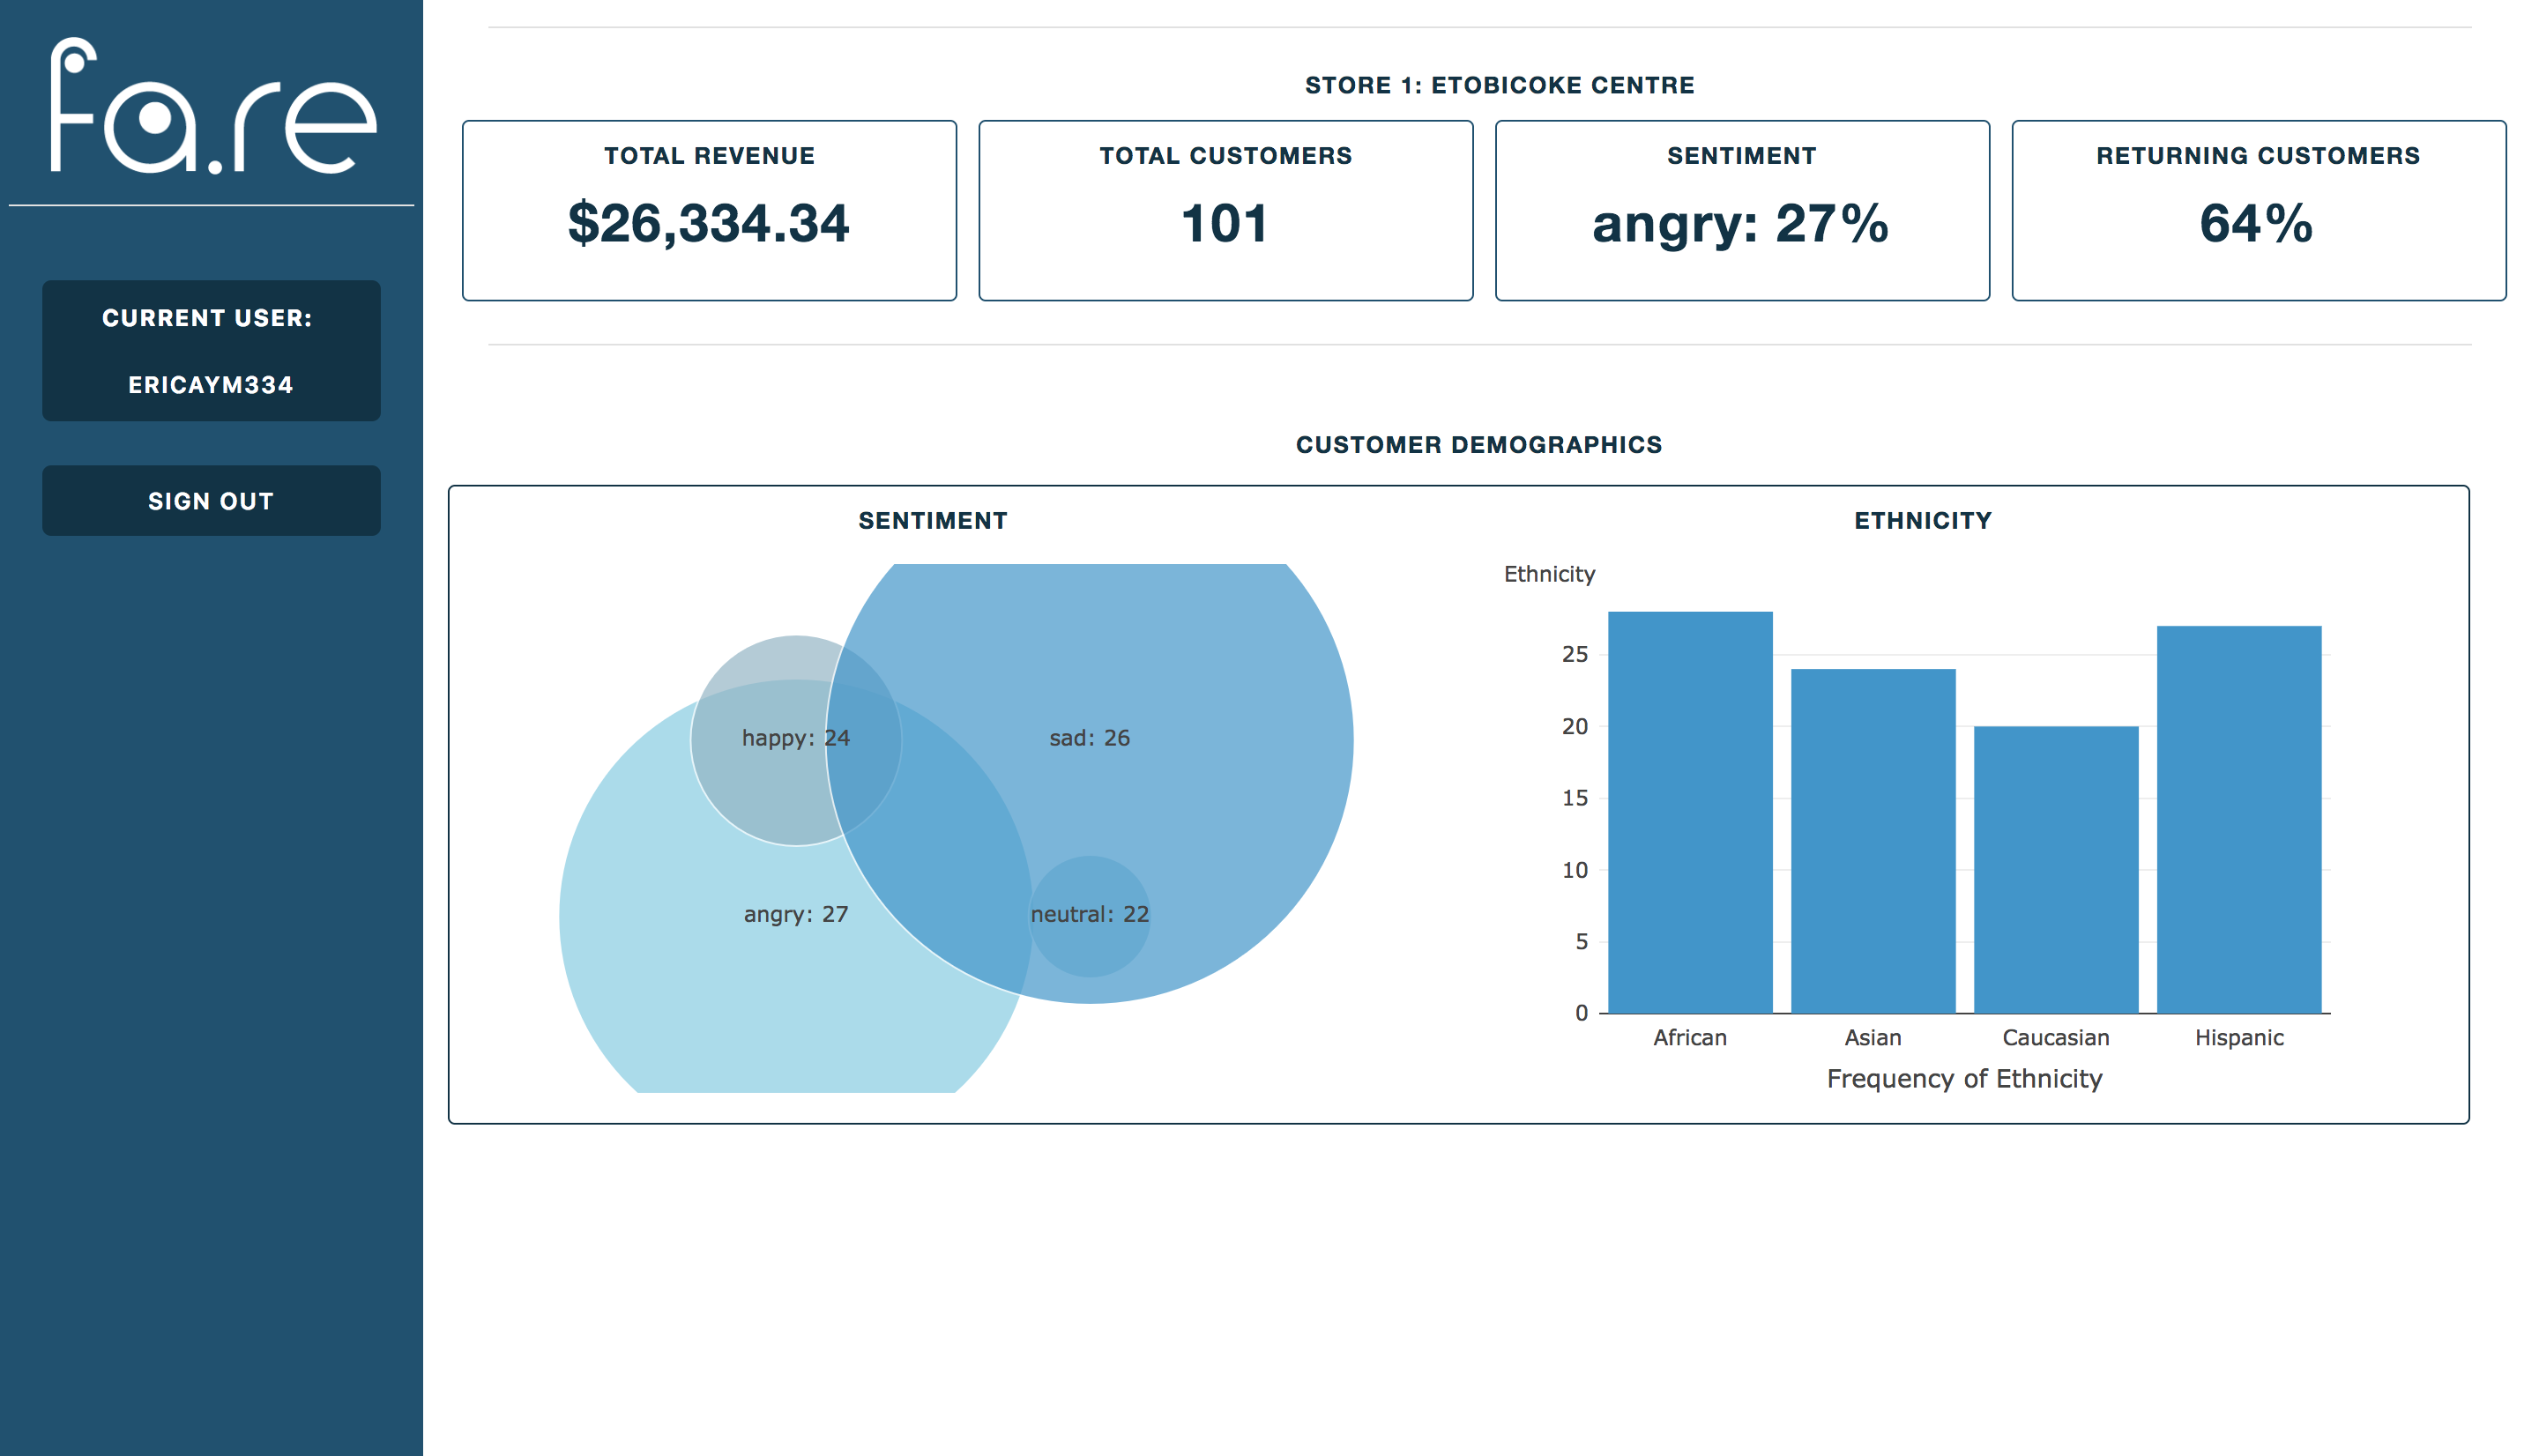 fa.re
CURRENT USER:
ERICAYM334
SIGN OUT
STORE 1: ETOBICOKE CENTRE
TOTAL REVENUE
$26,334.34
TOTAL CUSTOMERS
101
SENTIMENT
angry: 27%
RETURNING CUSTOMERS
64%
CUSTOMER DEMOGRAPHICS
SENTIMENT
happy: 24
sad: 26
angry: 27
neutral: 22
ETHNICITY
Ethnicity
25
20
15
10
5
0
African Asian Caucasian Hispanic
Frequency of Ethnicity